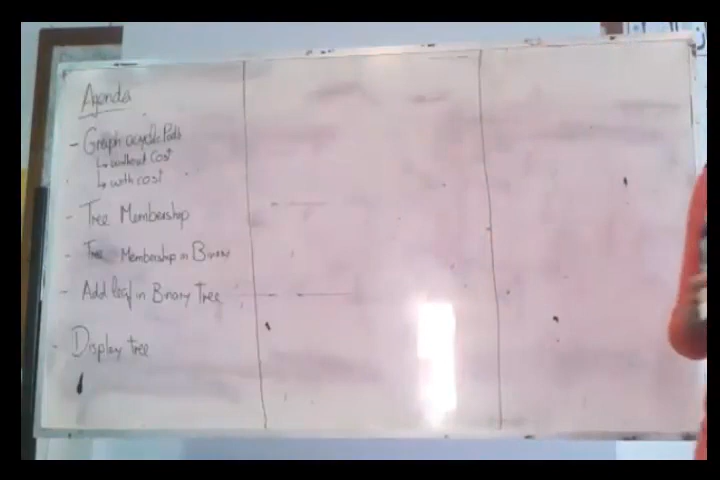 Agenda
- Graph acyclic Path
↳ without cost
↳ with cost
- Tree Membership
- Tree Membership in Binary
- Add leaf in Binary Tree
- Display tree